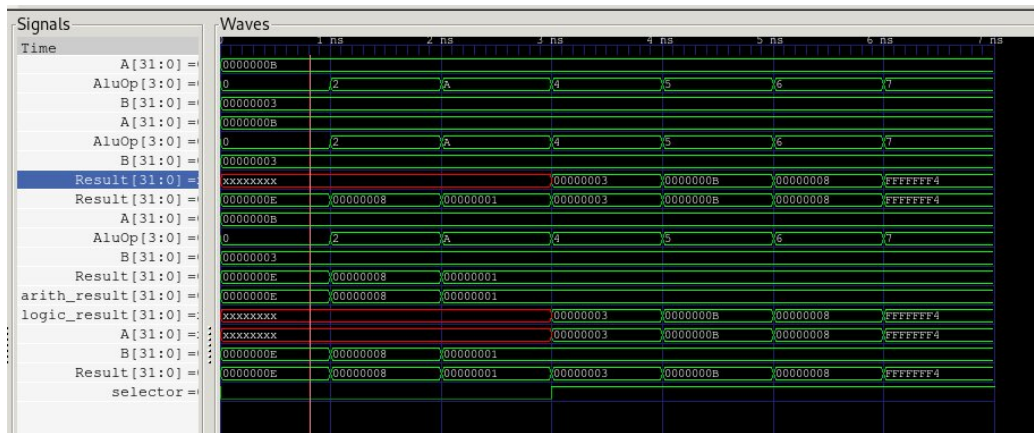 Signals
Waves
Time
1 ns 2 ns 3 ns 4 ns 5 ns 6 ns 7 ns
A[31:0] = 0000000B
AluOp[3:0] = 0 2 A 4 5 6 7
B[31:0] = 00000003
A[31:0] = 0000000B
AluOp[3:0] = 0 2 A 4 5 6 7
B[31:0] = 00000003
Result[31:0] = xxxxxxxx 00000003 0000000B 00000008 FFFFFFF4
Result[31:0] = 0000000E 00000008 00000001 00000003 0000000B 00000008 FFFFFFF4
A[31:0] = 0000000B
AluOp[3:0] = 0 2 A 4 5 6 7
B[31:0] = 00000003
Result[31:0] = 0000000E 00000008 00000001
arith_result[31:0] = 0000000E 00000008 00000001
logic_result[31:0] = xxxxxxxx 00000003 0000000B 00000008 FFFFFFF4
A[31:0] = xxxxxxxx 00000003 0000000B 00000008 FFFFFFF4
B[31:0] = 0000000E 00000008 00000001
Result[31:0] = 0000000E 00000008 00000001 00000003 0000000B 00000008 FFFFFFF4
selector =